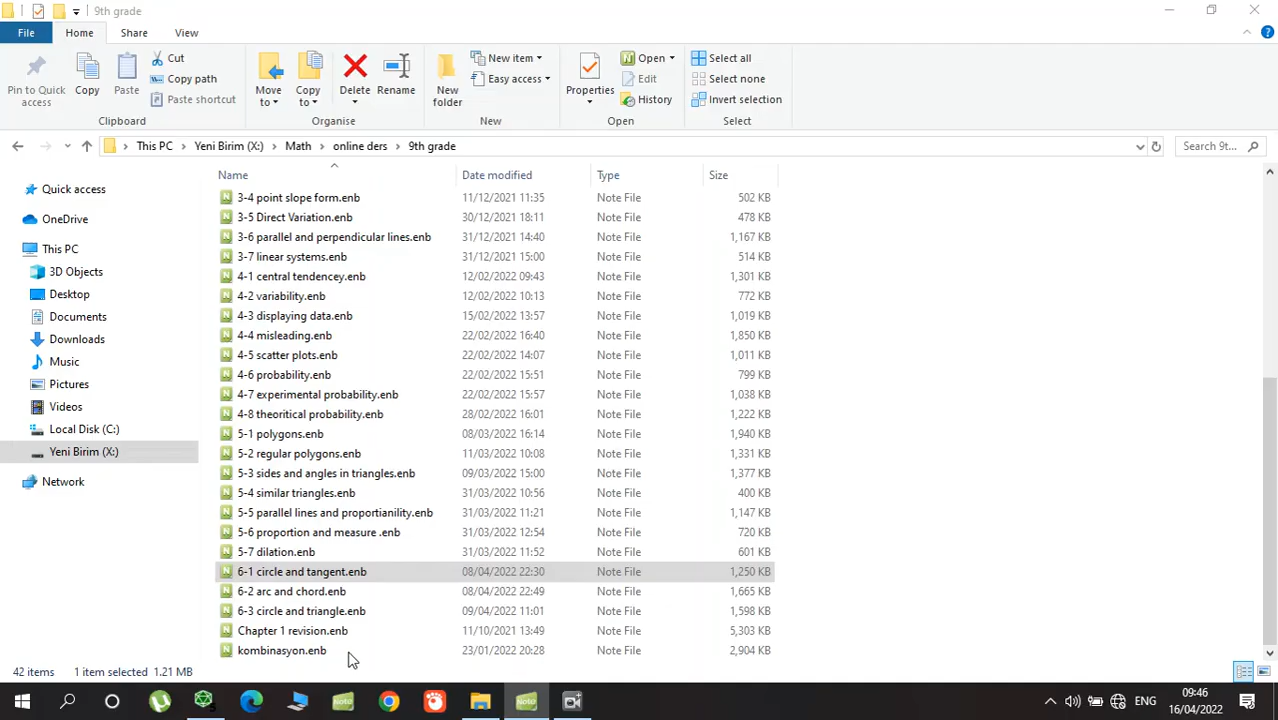 9th grade
File Home Share View
Pin to Quick access
Copy
Paste
Cut
Copy path
Paste shortcut
Clipboard
Move to
Copy to
Delete
Rename
Organise
New folder
New item
Easy access
New
Properties
Open
Edit
History
Open
Select all
Select none
Invert selection
Select
This PC Yeni Birim (X:) Math online ders 9th grade
Search 9t...
Quick access
OneDrive
This PC
3D Objects
Desktop
Documents
Downloads
Music
Pictures
Videos
Local Disk (C:)
Yeni Birim (X:)
Network
Name Date modified Type Size
3-4 point slope form.enb 11/12/2021 11:35 Note File 502 KB
3-5 Direct Variation.enb 30/12/2021 18:11 Note File 478 KB
3-6 parallel and perpendicular lines.enb 31/12/2021 14:40 Note File 1,167 KB
3-7 linear systems.enb 31/12/2021 15:00 Note File 514 KB
4-1 central tendencey.enb 12/02/2022 09:43 Note File 1,301 KB
4-2 variability.enb 12/02/2022 10:13 Note File 772 KB
4-3 displaying data.enb 15/02/2022 13:57 Note File 1,019 KB
4-4 misleading.enb 22/02/2022 16:40 Note File 1,850 KB
4-5 scatter plots.enb 22/02/2022 14:07 Note File 1,011 KB
4-6 probability.enb 22/02/2022 15:51 Note File 799 KB
4-7 experimental probability.enb 22/02/2022 15:57 Note File 1,038 KB
4-8 theoritical probability.enb 28/02/2022 16:01 Note File 1,222 KB
5-1 polygons.enb 08/03/2022 16:14 Note File 1,940 KB
5-2 regular polygons.enb 11/03/2022 10:08 Note File 1,331 KB
5-3 sides and angles in triangles.enb 09/03/2022 15:00 Note File 1,377 KB
5-4 similar triangles.enb 31/03/2022 10:56 Note File 400 KB
5-5 parallel lines and proportianility.enb 31/03/2022 11:21 Note File 1,147 KB
5-6 proportion and measure .enb 31/03/2022 12:54 Note File 720 KB
5-7 dilation.enb 31/03/2022 11:52 Note File 601 KB
6-1 circle and tangent.enb 08/04/2022 22:30 Note File 1,250 KB
6-2 arc and chord.enb 08/04/2022 22:49 Note File 1,665 KB
6-3 circle and triangle.enb 09/04/2022 11:01 Note File 1,598 KB
Chapter 1 revision.enb 11/10/2021 13:49 Note File 5,303 KB
kombinasyon.enb 23/01/2022 20:28 Note File 2,904 KB
42 items 1 item selected 1.21 MB
Note Note
ENG
09:46
16/04/2022